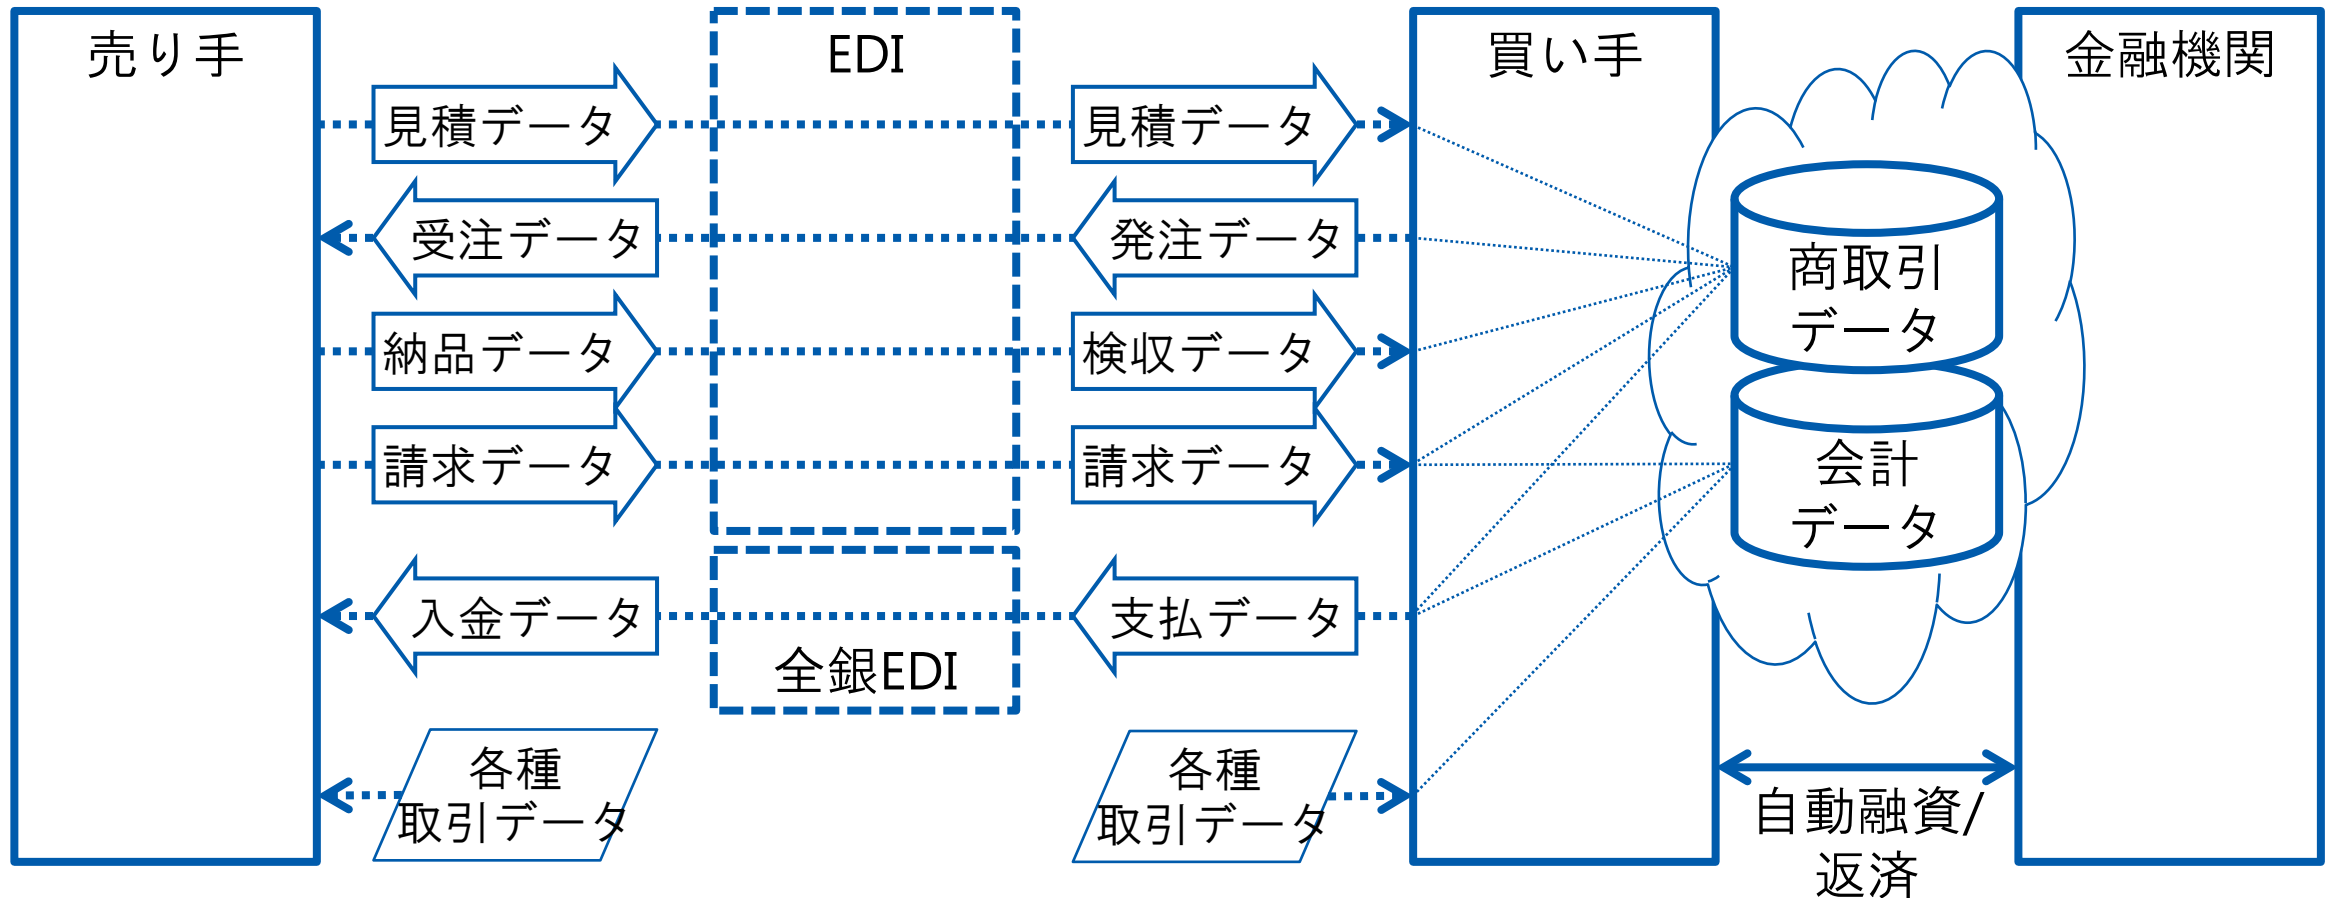 売り手
EDI
買い手
金融機関
見積データ
見積データ
受注データ
発注データ
納品データ
検収データ
請求データ
請求データ
商取引
データ
会計
データ
入金データ
支払データ
全銀EDI
各種
取引データ
各種
取引データ
自動融資/
返済